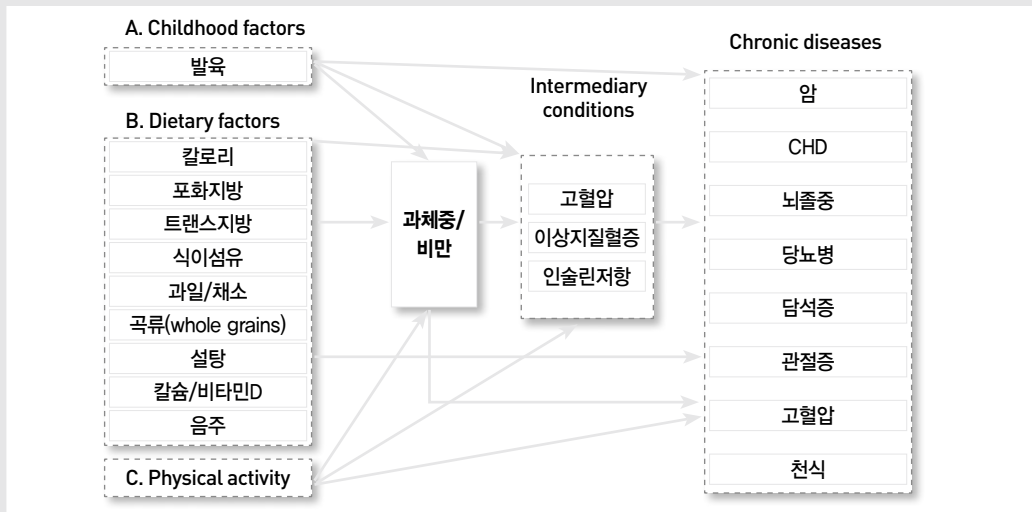 A. Childhood factors
발육
B. Dietary factors
칼로리
포화지방
트랜스지방
식이섬유
과일/채소
곡류(whole grains)
설탕
칼슘/비타민D
음주
C. Physical activity
과체중/
비만
Intermediary
conditions
고혈압
이상지질혈증
인술린저항
Chronic diseases
암
CHD
뇌졸중
당뇨병
담석증
관절증
고혈압
천식